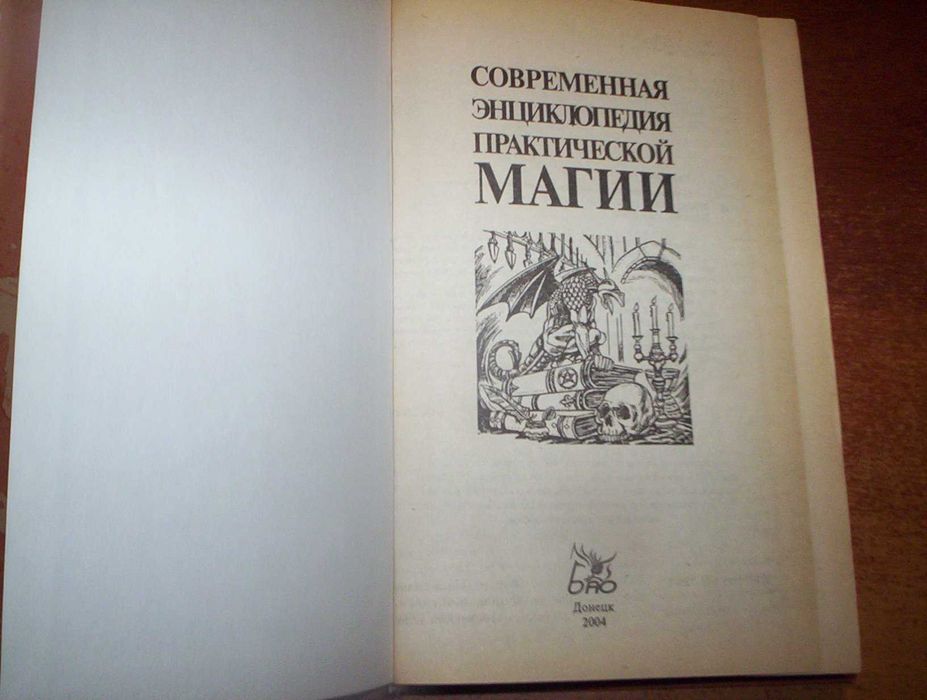 СОВРЕМЕННАЯ
ЭНЦИКЛОПЕДИЯ
ПРАКТИЧЕСКОЙ
МАГИИ
БАО
Донецк
2004